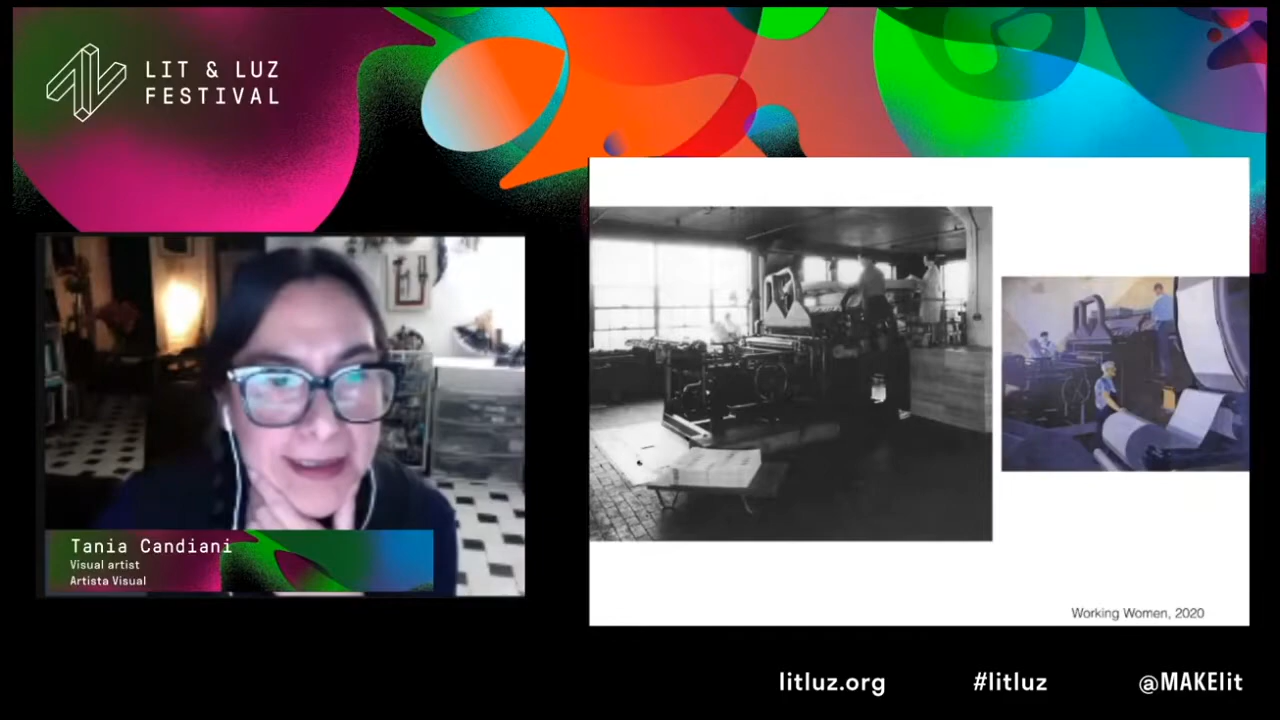 LIT & LUZ
FESTIVAL
Tania Candiani
Visual artist
Artista Visual
Working Women, 2020
litluz.org
#litluz
@MAKElit